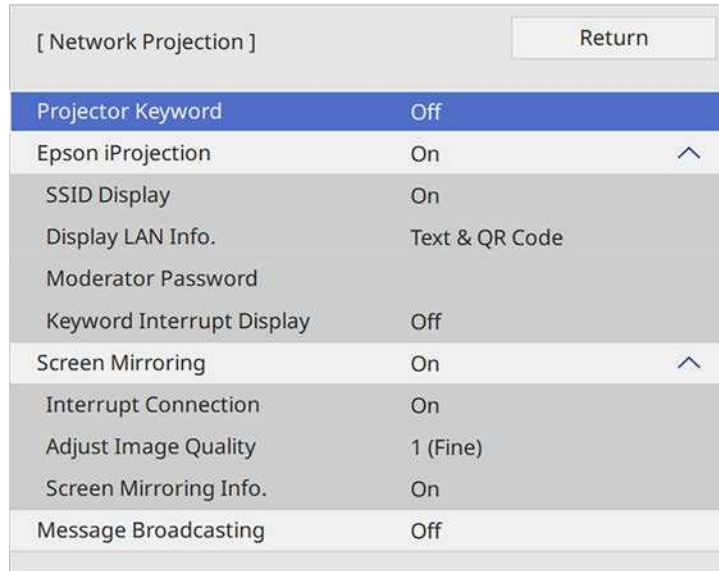 [ Network Projection ] Return
Projector Keyword Off
Epson iProjection On
SSID Display On
Display LAN Info. Text & QR Code
Moderator Password
Keyword Interrupt Display Off
Screen Mirroring On
Interrupt Connection On
Adjust Image Quality 1 (Fine)
Screen Mirroring Info. On
Message Broadcasting Off